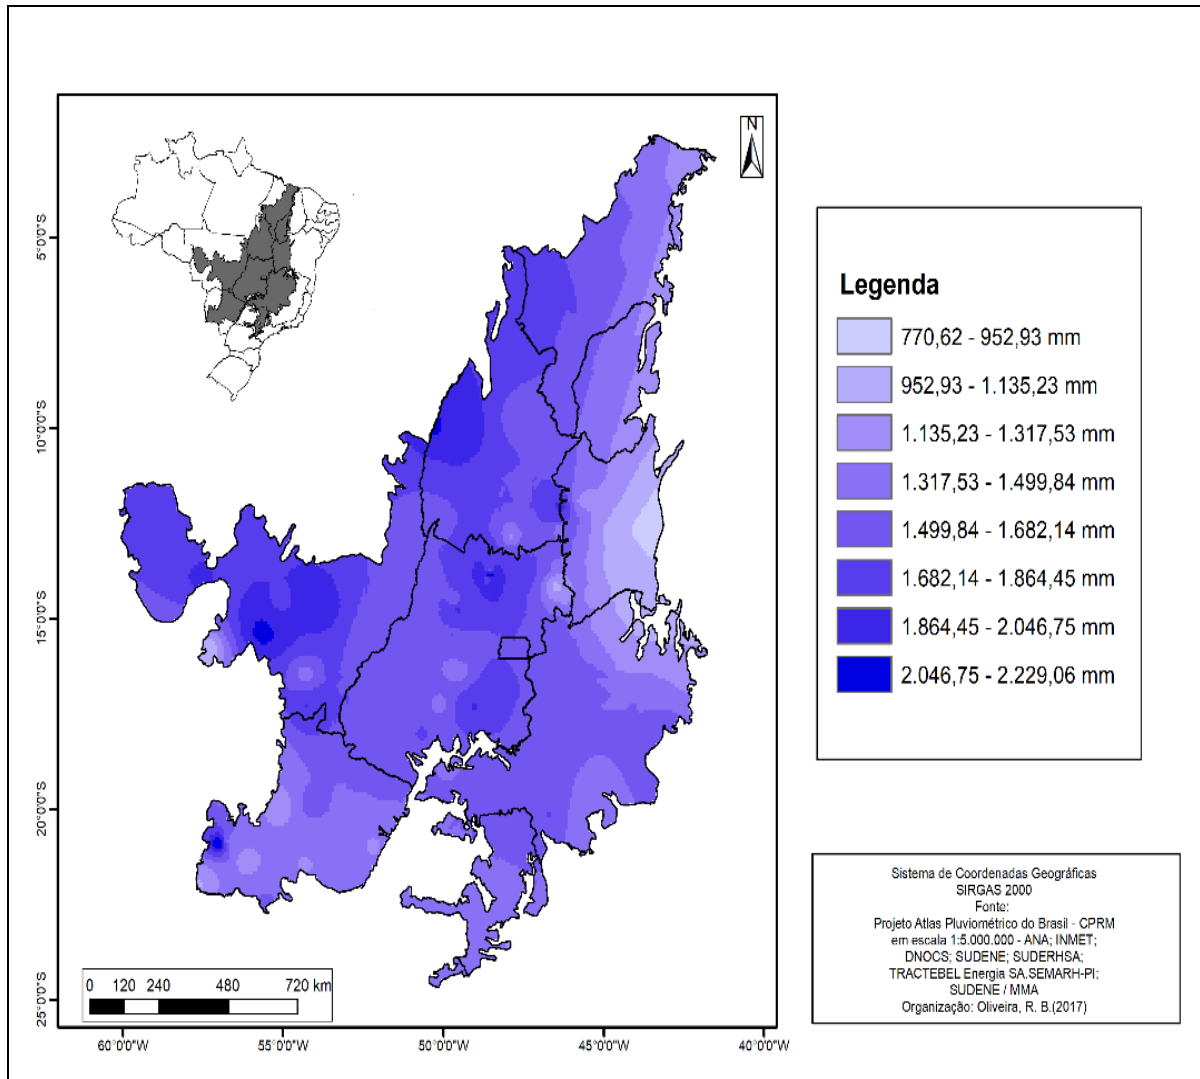 N
5°0'0"S
10°0'0"S
15°0'0"S
20°0'0"S
25°0'0"S
0 120 240 480 720 km
60°0'0"W 55°0'0"W 50°0'0"W 45°0'0"W 40°0'0"W
Legenda
770,62 - 952,93 mm
952,93 - 1.135,23 mm
1.135,23 - 1.317,53 mm
1.317,53 - 1.499,84 mm
1.499,84 - 1.682,14 mm
1.682,14 - 1.864,45 mm
1.864,45 - 2.046,75 mm
2.046,75 - 2.229,06 mm
Sistema de Coordenadas Geográficas
SIRGAS 2000
Fonte:
Projeto Atlas Pluviométrico do Brasil - CPRM
em escala 1:5.000.000 - ANA; INMET;
DNOCS; SUDENE; SUDERHSA;
TRACTEBEL Energia SA.SEMARH-PI;
SUDENE / MMA
Organização: Oliveira, R. B.(2017)